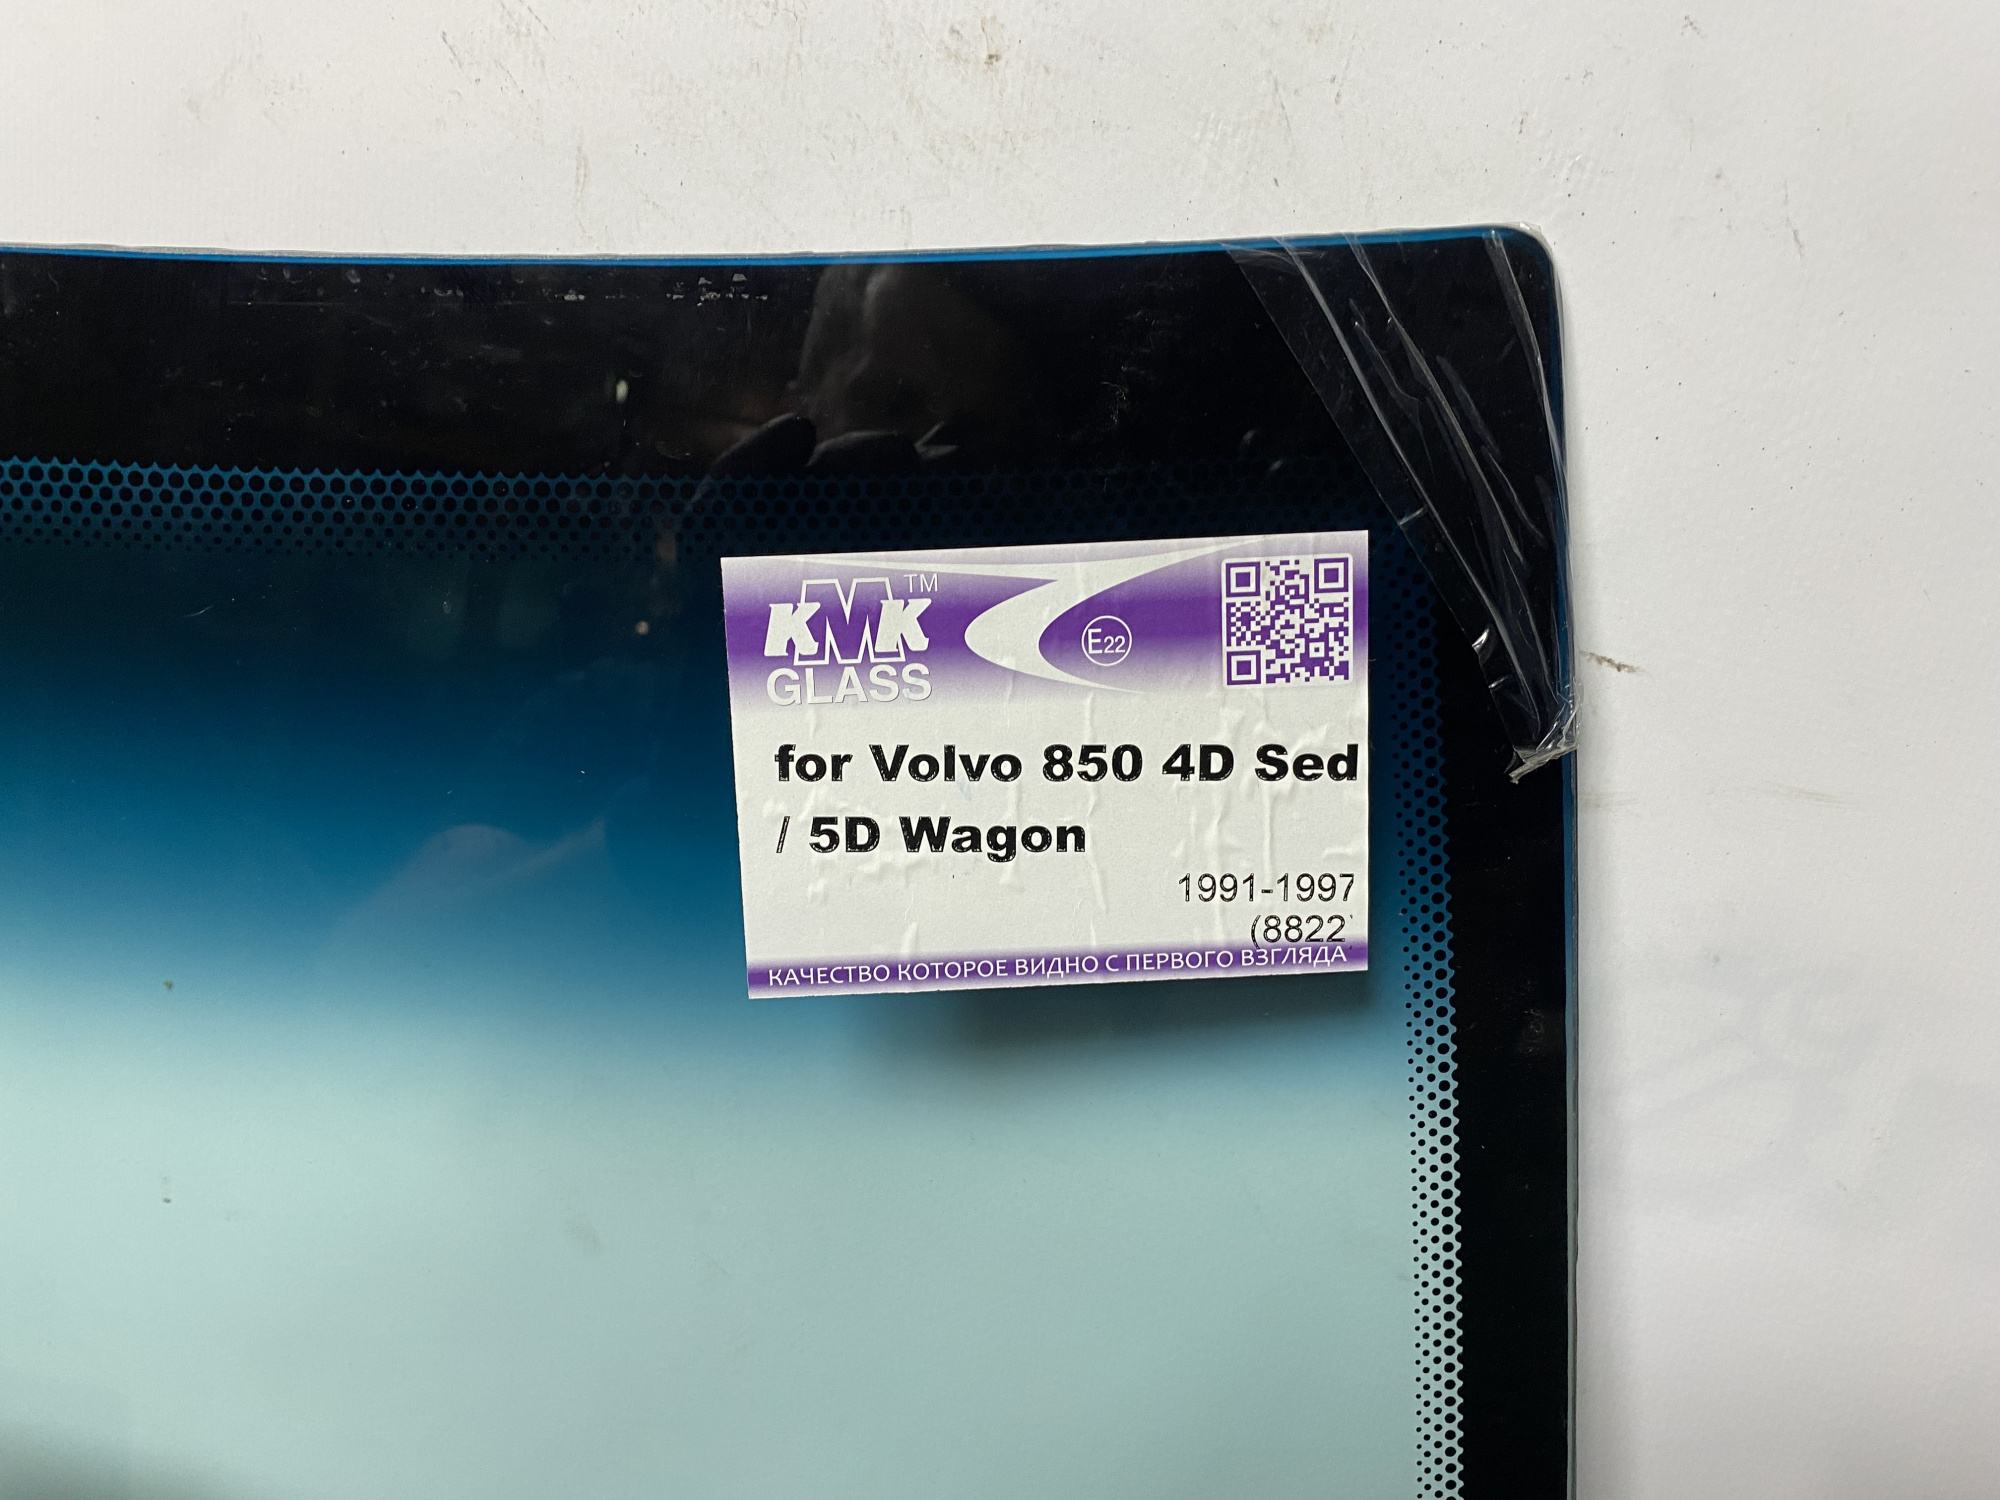 KMK™
GLASS
E22
for Volvo 850 4D Sed
/ 5D Wagon
1991-1997
(8822
КАЧЕСТВО КОТОРОЕ ВИДНО С ПЕРВОГО ВЗГЛЯДА